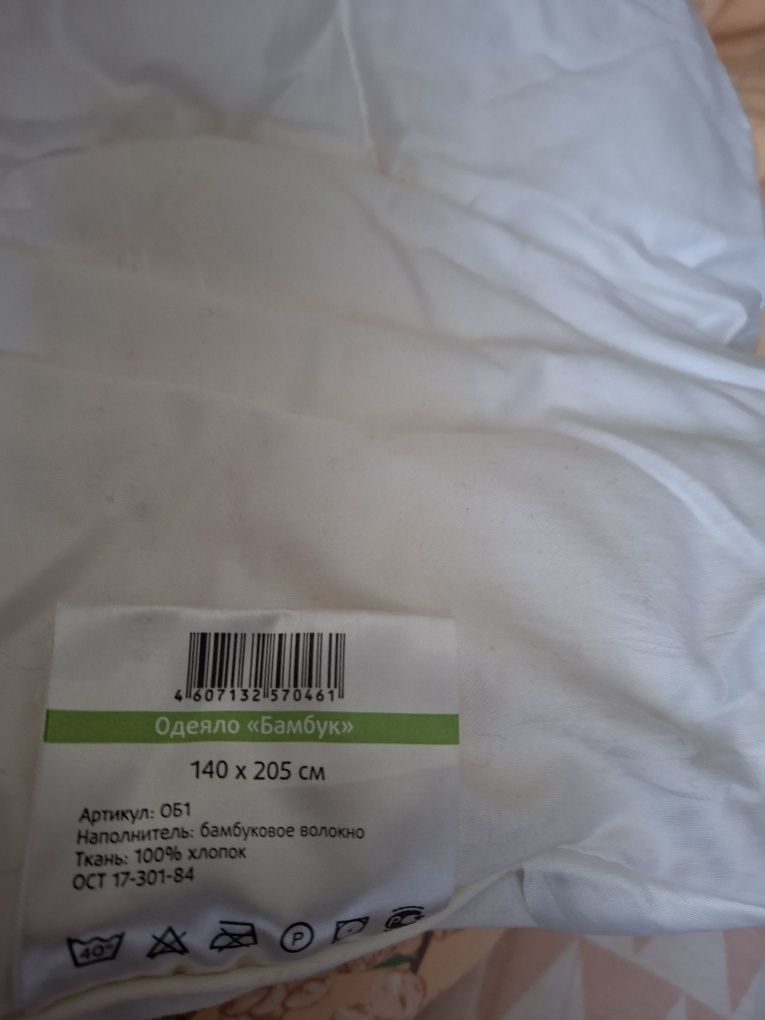 4 607132 570461
Одеяло «Бамбук»
140 x 205 см
Артикул: ОБ1
Наполнитель: бамбуковое волокно
Ткань: 100% хлопок
ОСТ 17-301-84
40° P